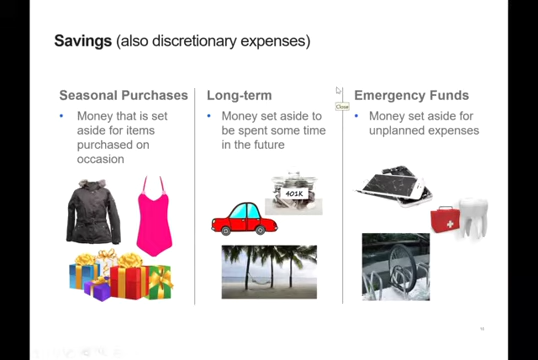 Savings (also discretionary expenses)
Seasonal Purchases
• Money that is set
aside for items
purchased on
occasion
Long-term
• Money set aside to
be spent some time
in the future
401K
Close
Emergency Funds
• Money set aside for
unplanned expenses